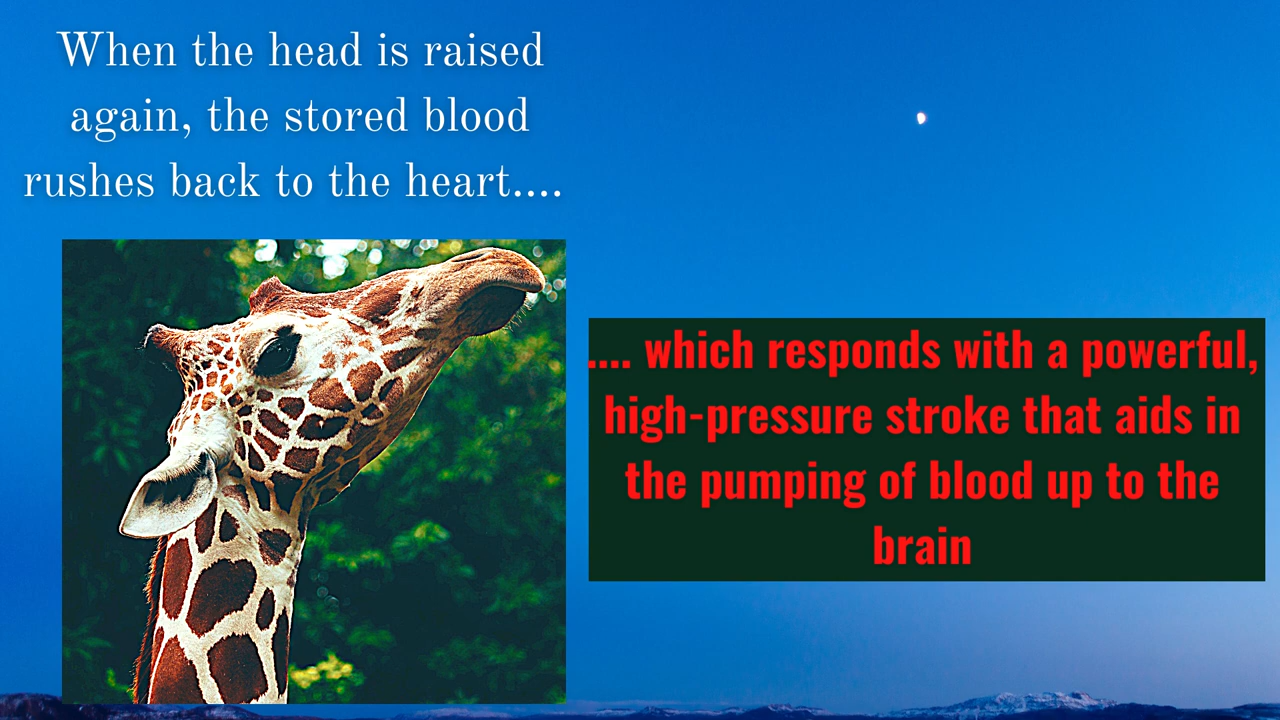 When the head is raised
again, the stored blood
rushes back to the heart....
.... which responds with a powerful,
high-pressure stroke that aids in
the pumping of blood up to the
brain